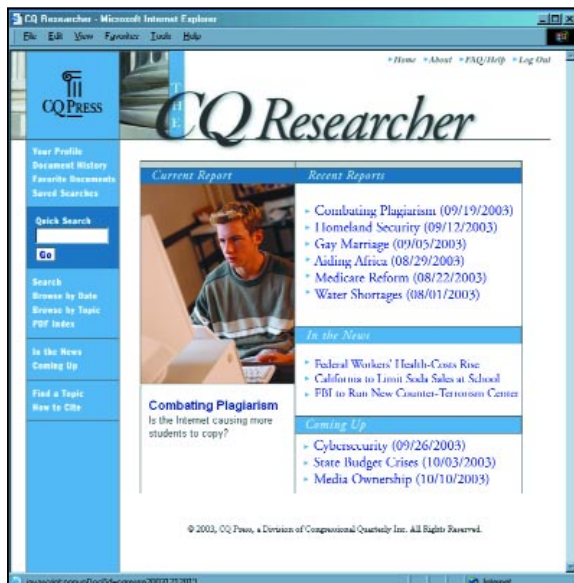 CQ Researcher - Microsoft Internet Explorer
File Edit View Favorites Tools Help
Home About FAQ/Help Log Out
CQ PRESS
THE
CQ Researcher
Your Profile
Document History
Favorite Documents
Saved Searches
Quick Search
Go
Search
Browse by Date
Browse by Topic
PDF Index
In the News
Coming Up
Find a Topic
How to Cite
Current Report
Combating Plagiarism
Is the Internet causing more
students to copy?
Recent Reports
Combating Plagiarism (09/19/2003)
Homeland Security (09/12/2003)
Gay Marriage (09/05/2003)
Aiding Africa (08/29/2003)
Medicare Reform (08/22/2003)
Water Shortages (08/01/2003)
In the News
Federal Workers' Health-Costs Rise
California to Limit Soda Sales at School
FBI to Run New Counter-Terrorism Center
Coming Up
Cybersecurity (09/26/2003)
State Budget Crises (10/03/2003)
Media Ownership (10/10/2003)
© 2003, CQ Press, a Division of Congressional Quarterly Inc. All Rights Reserved.
Internet